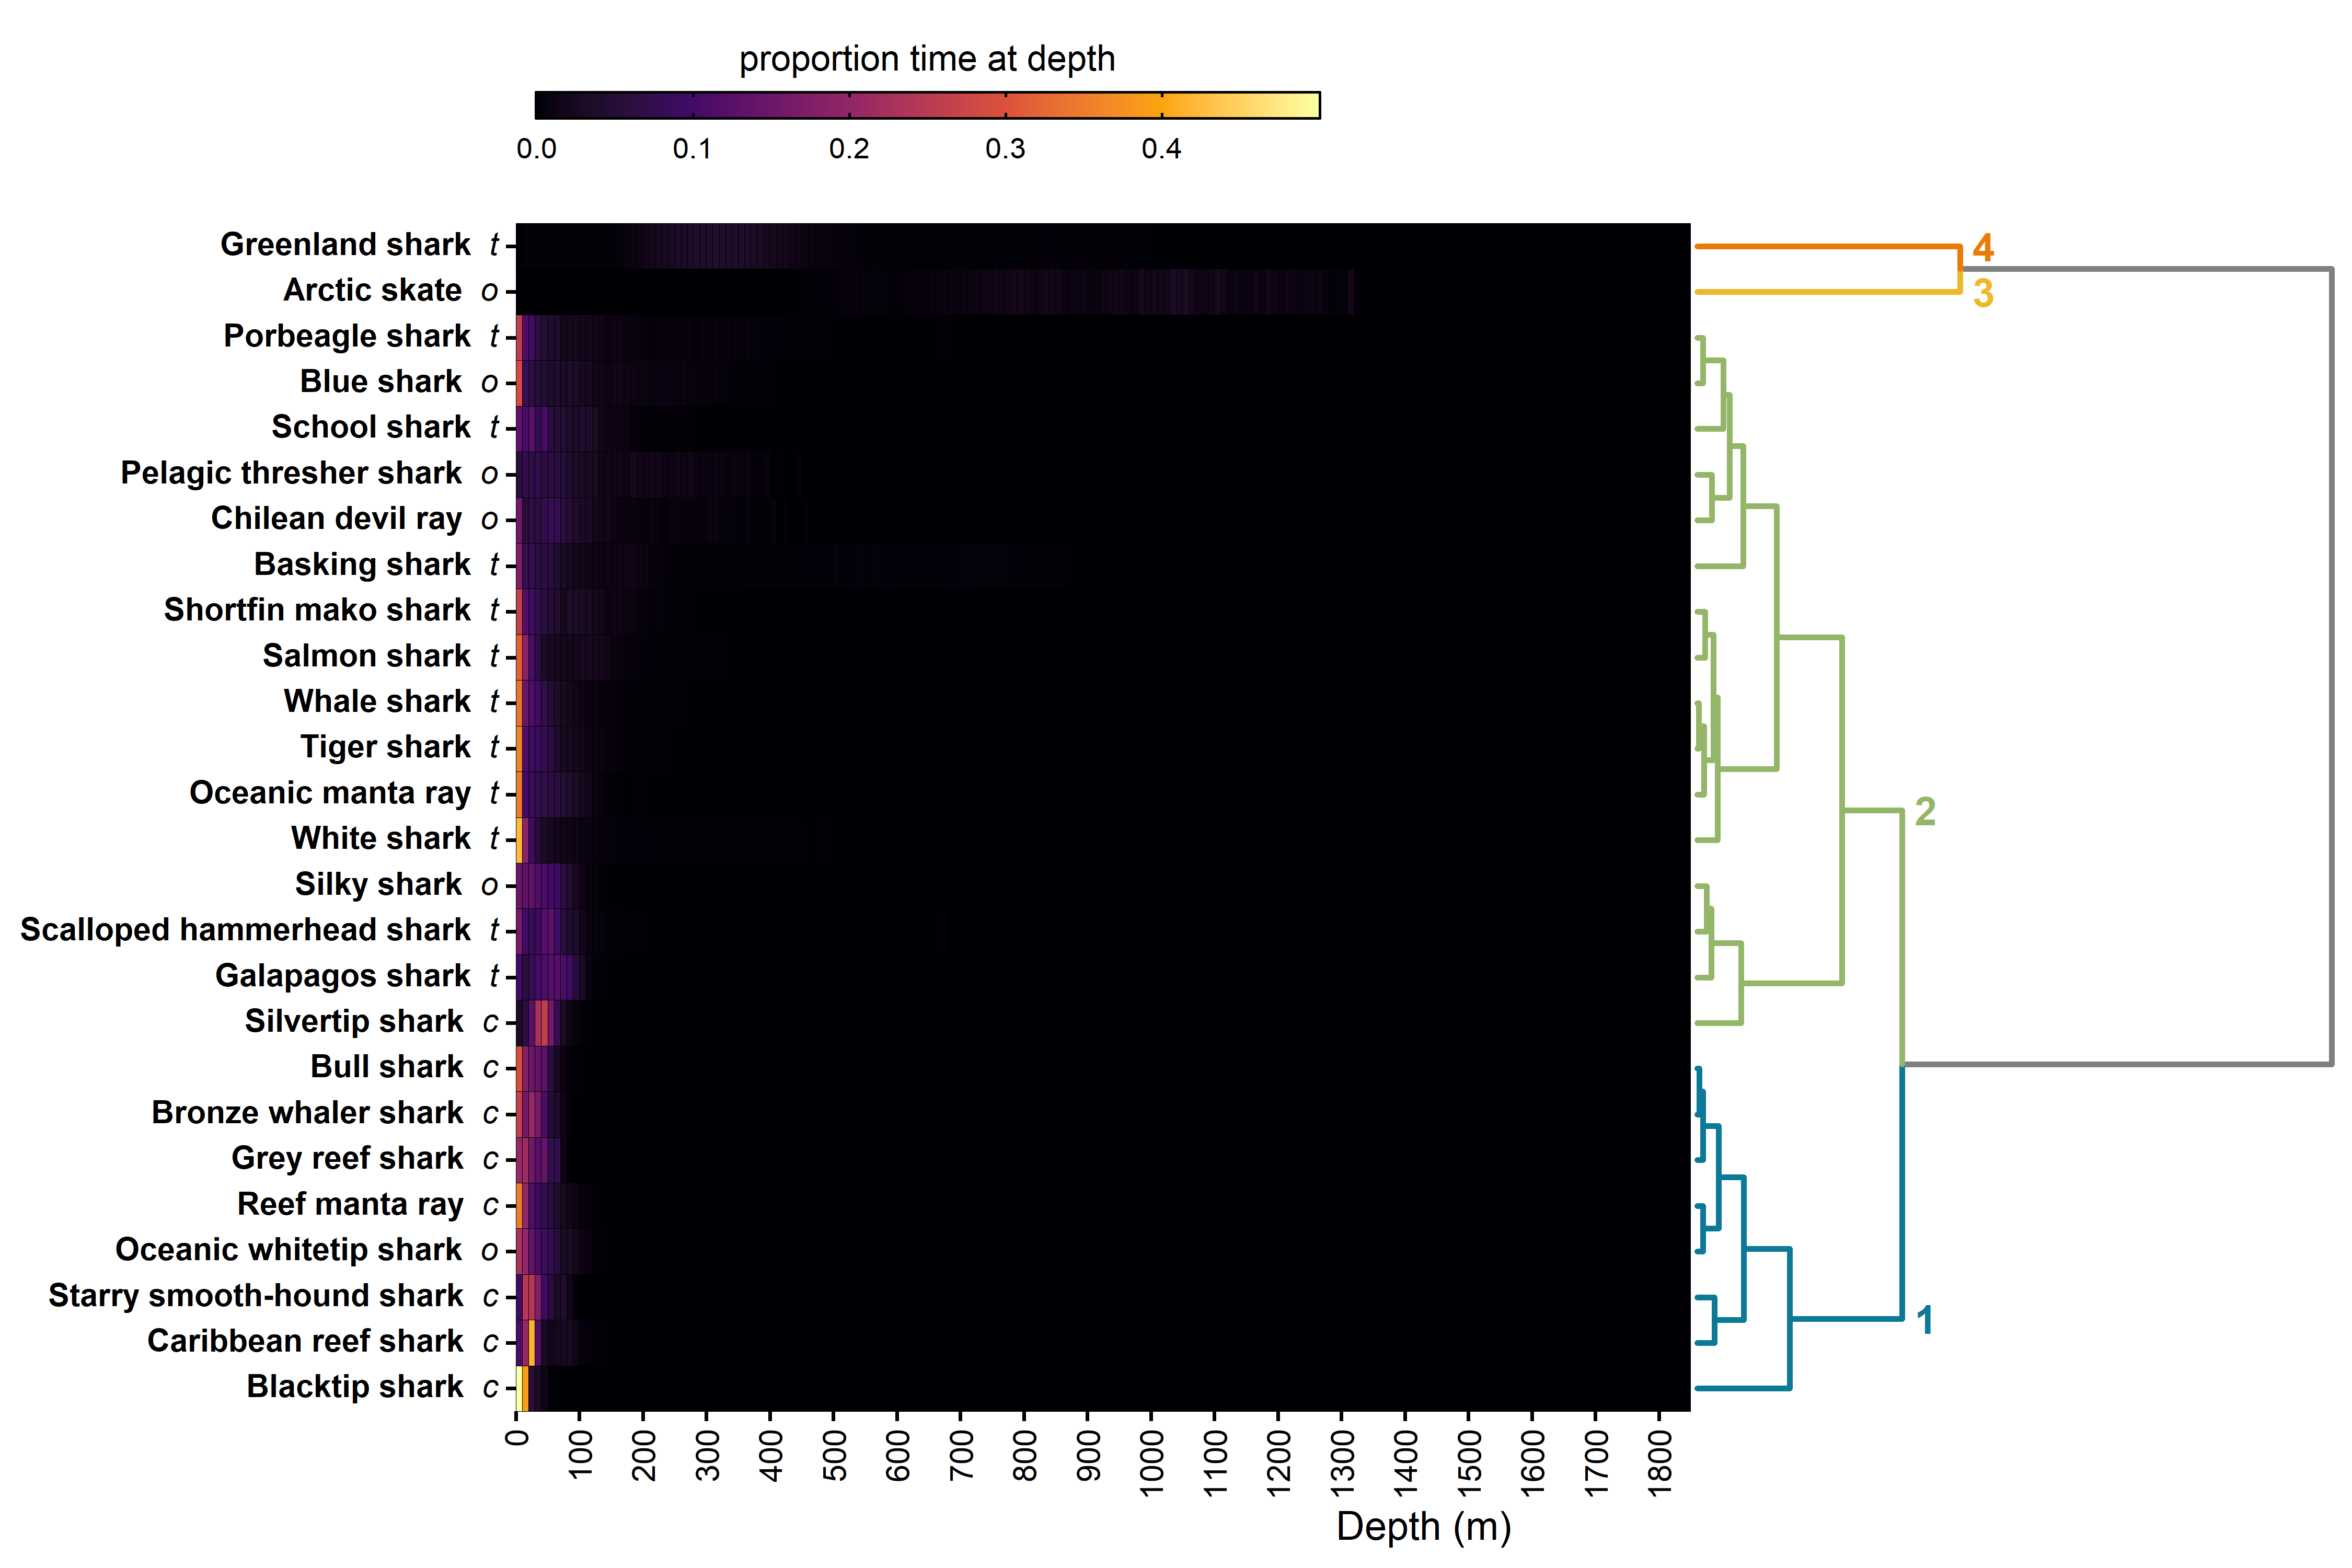 proportion time at depth
0.0 0.1 0.2 0.3 0.4
Greenland shark t
Arctic skate o
Porbeagle shark t
Blue shark o
School shark t
Pelagic thresher shark o
Chilean devil ray o
Basking shark t
Shortfin mako shark t
Salmon shark t
Whale shark t
Tiger shark t
Oceanic manta ray t
White shark t
Silky shark o
Scalloped hammerhead shark t
Galapagos shark t
Silvertip shark c
Bull shark c
Bronze whaler shark c
Grey reef shark c
Reef manta ray c
Oceanic whitetip shark o
Starry smooth-hound shark c
Caribbean reef shark c
Blacktip shark c
4
3
2
1
0 100 200 300 400 500 600 700 800 900 1000 1100 1200 1300 1400 1500 1600 1700 1800
Depth (m)